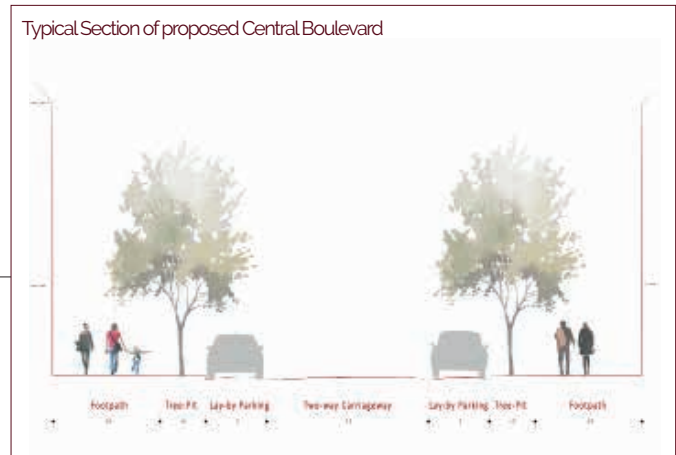 Typical Section of proposed Central Boulevard
Footpath Tree-Pit Lay-by Parking Two-way Carriageway Lay-by Parking Tree-Pit Footpath